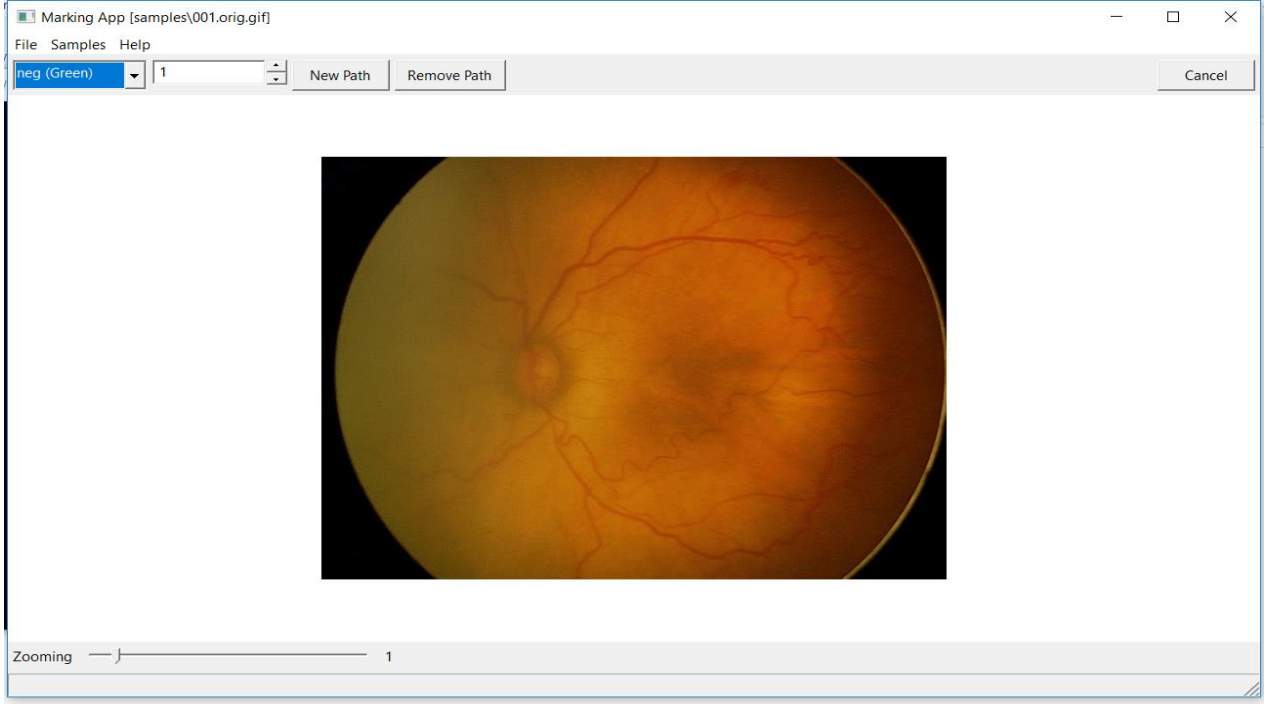 Marking App [samples\001.orig.gif]
File Samples Help
neg (Green) 1 New Path Remove Path Cancel
Zooming 1